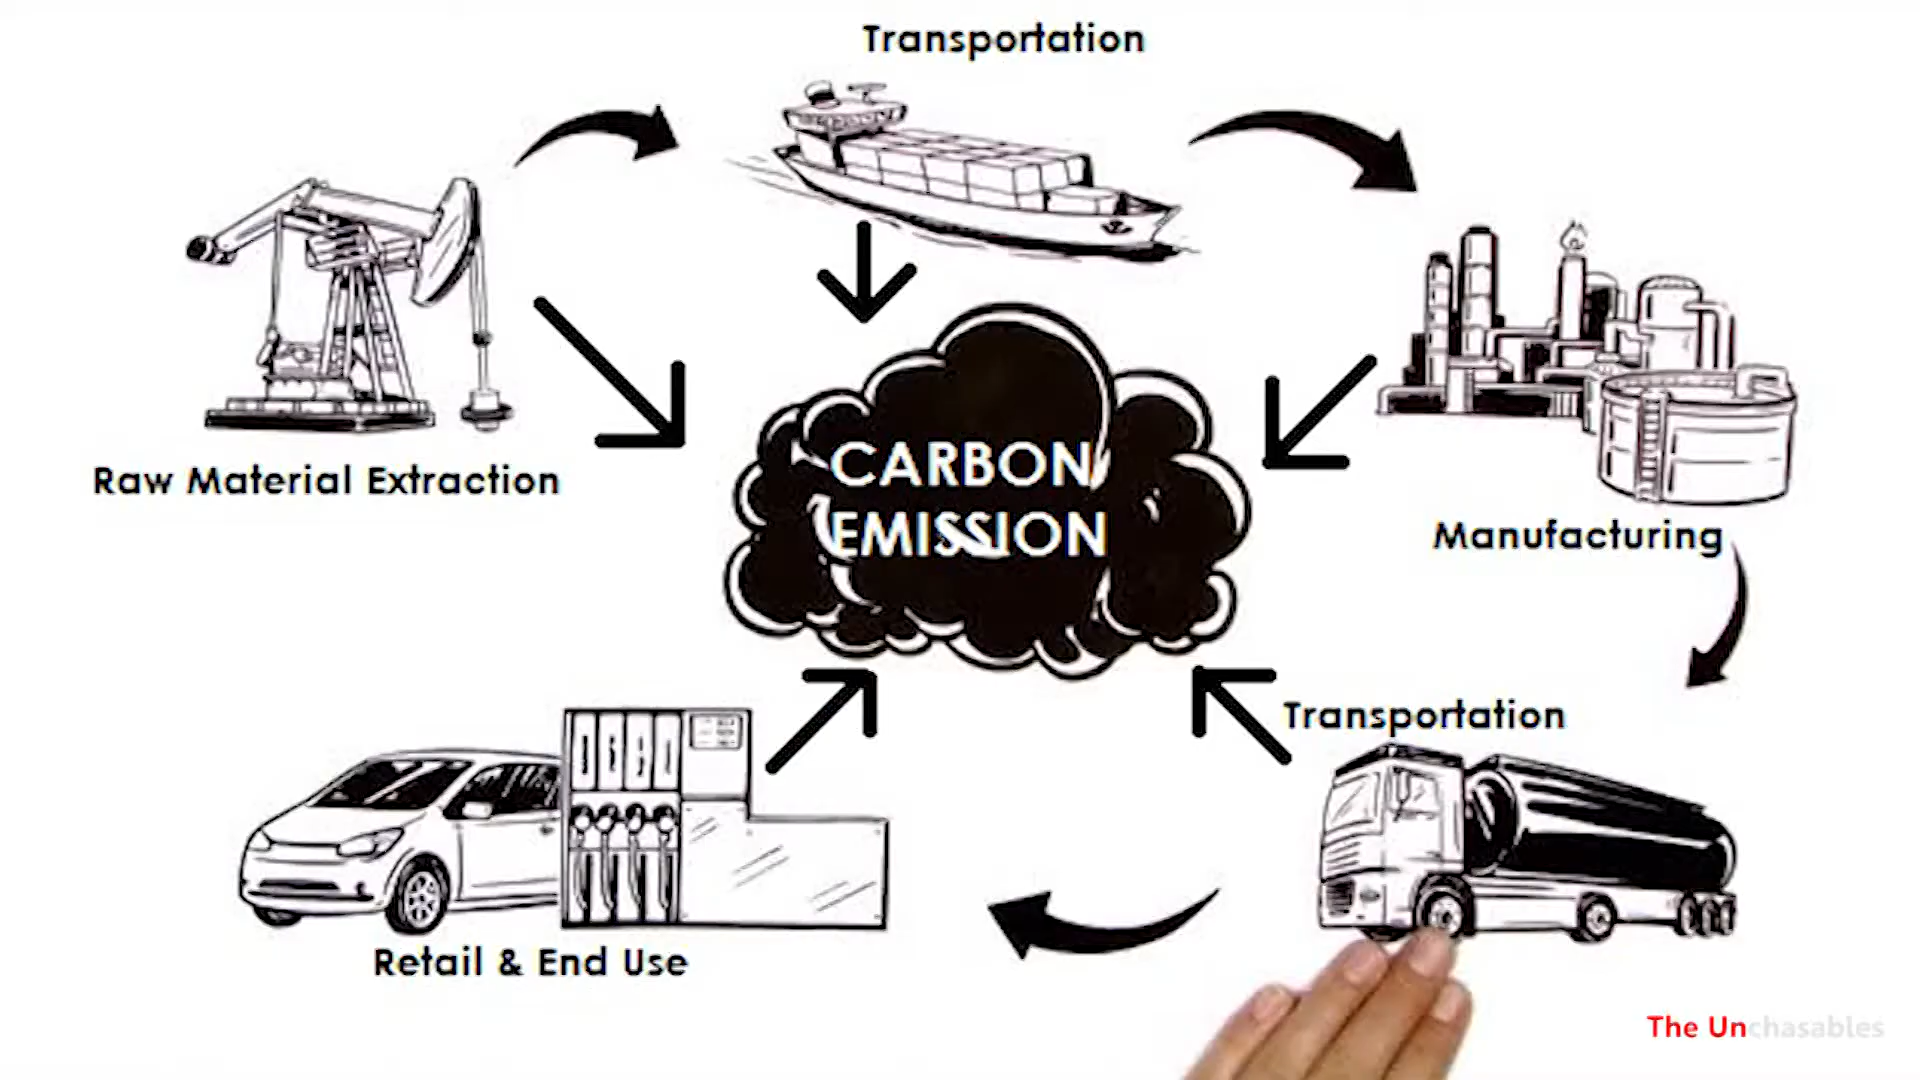 Transportation
Raw Material Extraction
CARBON
EMISSION
Manufacturing
Transportation
Retail & End Use
The Unchasables